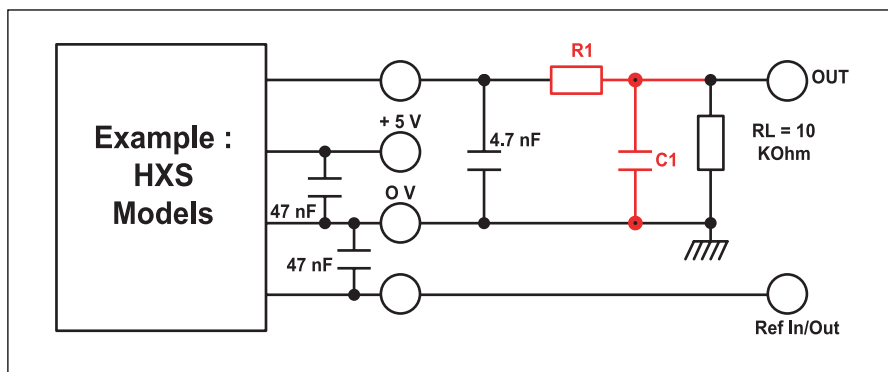 R1
OUT
+ 5 V
Example :
HXS
Models
4.7 nF
C1
RL = 10
KOhm
47 nF
O V
47 nF
Ref In/Out